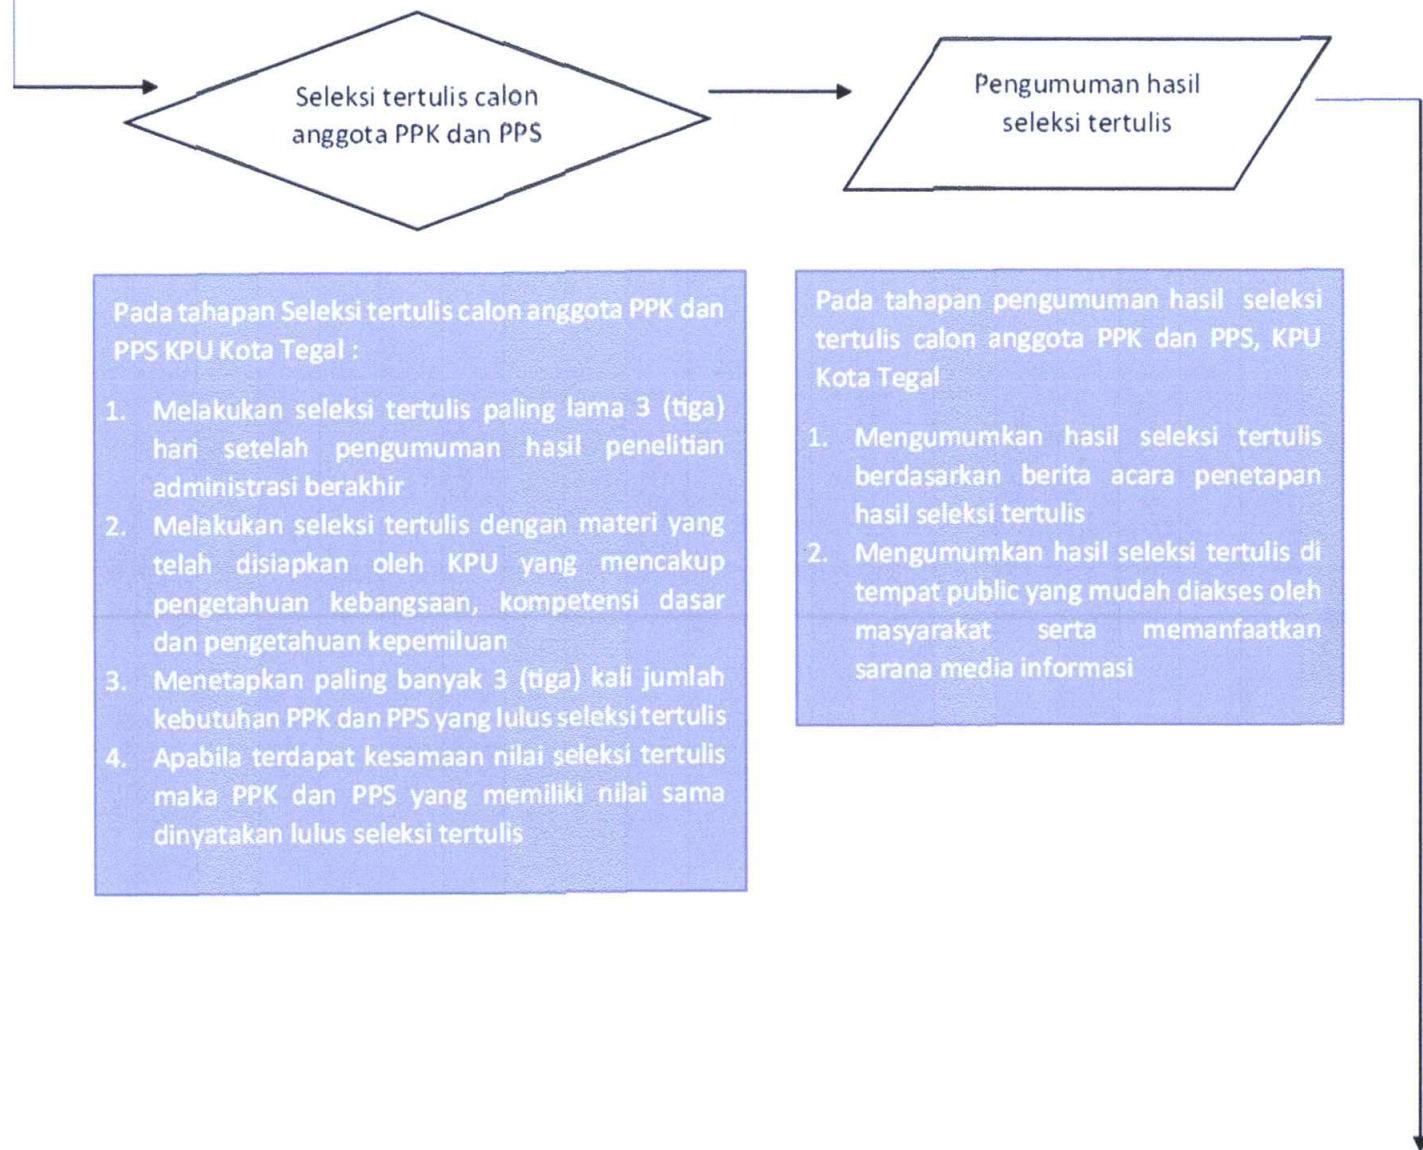 Seleksi tertulis calon
anggota PPK dan PPS
Pengumuman hasil
seleksi tertulis
Pada tahapan Seleksi tertulis calon anggota PPK dan
PPS KPU Kota Tegal :
1. Melakukan seleksi tertulis paling lama 3 (tiga)
hari setelah pengumuman hasil penelitian
administrasi berakhir
2. Melakukan seleksi tertulis dengan materi yang
telah disiapkan oleh KPU yang mencakup
pengetahuan kebangsaan, kompetensi dasar
dan pengetahuan kepemiluan
3. Menetapkan paling banyak 3 (tiga) kali jumlah
kebutuhan PPK dan PPS yang lulus seleksi tertulis
4. Apabila terdapat kesamaan nilai seleksi tertulis
maka PPK dan PPS yang memiliki nilai sama
dinyatakan lulus seleksi tertulis
Pada tahapan pengumuman hasil seleksi
tertulis calon anggota PPK dan PPS, KPU
Kota Tegal
1. Mengumumkan hasil seleksi tertulis
berdasarkan berita acara penetapan
hasil seleksi tertulis
2. Mengumumkan hasil seleksi tertulis di
tempat public yang mudah diakses oleh
masyarakat serta memanfaatkan
sarana media informasi